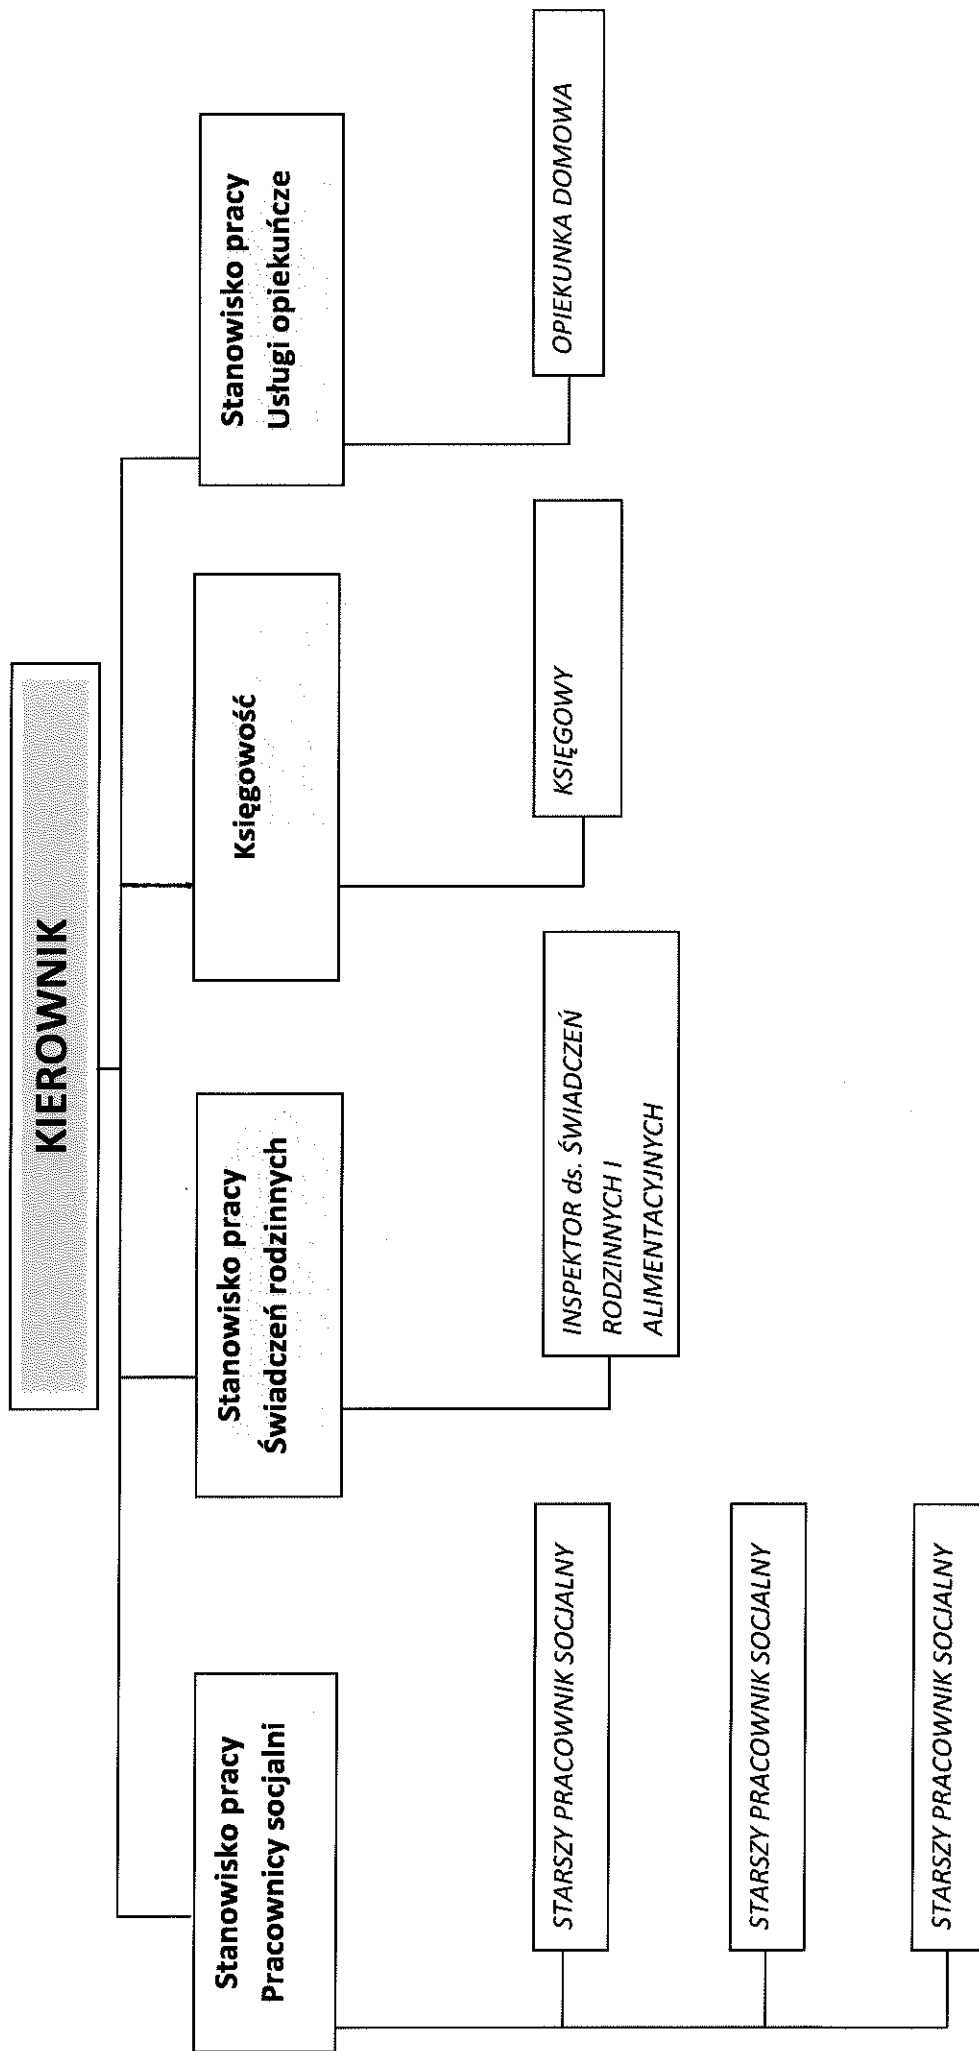 KIEROWNIK
Stanowisko pracy
Pracownicy socjalni
Stanowisko pracy
Świadczeń rodzinnych
Księgowość
Stanowisko pracy
Usługi opiekuńcze
STARSZY PRACOWNIK SOCJALNY
STARSZY PRACOWNIK SOCJALNY
STARSZY PRACOWNIK SOCJALNY
INSPEKTOR ds. ŚWIADCZEŃ
RODZINNYCH I
ALIMENTACYJNYCH
KSIĘGOWY
OPIEKUNKA DOMOWA